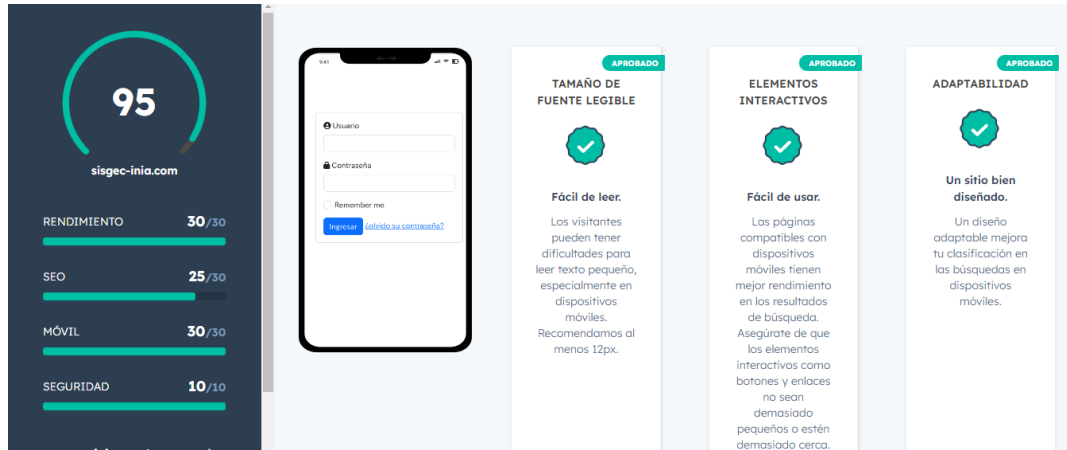 95
sisgec-inia.com
RENDIMIENTO 30/30
SEO 25/30
MÓVIL 30/30
SEGURIDAD 10/10
9:41
Usuario
Contraseña
Remember me
Ingresar ¿olvido su contraseña?
APROBADO
TAMAÑO DE
FUENTE LEGIBLE
Fácil de leer.
Los visitantes
pueden tener
dificultades para
leer texto pequeño,
especialmente en
dispositivos
móviles.
Recomendamos al
menos 12px.
APROBADO
ELEMENTOS
INTERACTIVOS
Fácil de usar.
Las páginas
compatibles con
dispositivos
móviles tienen
mejor rendimiento
en los resultados
de búsqueda.
Asegúrate de que
los elementos
interactivos como
botones y enlaces
no sean
demasiado
pequeños o estén
demasiado cerca.
APROBADO
ADAPTABILIDAD
Un sitio bien
diseñado.
Un diseño
adaptable mejora
tu clasificación en
las búsquedas en
dispositivos
móviles.